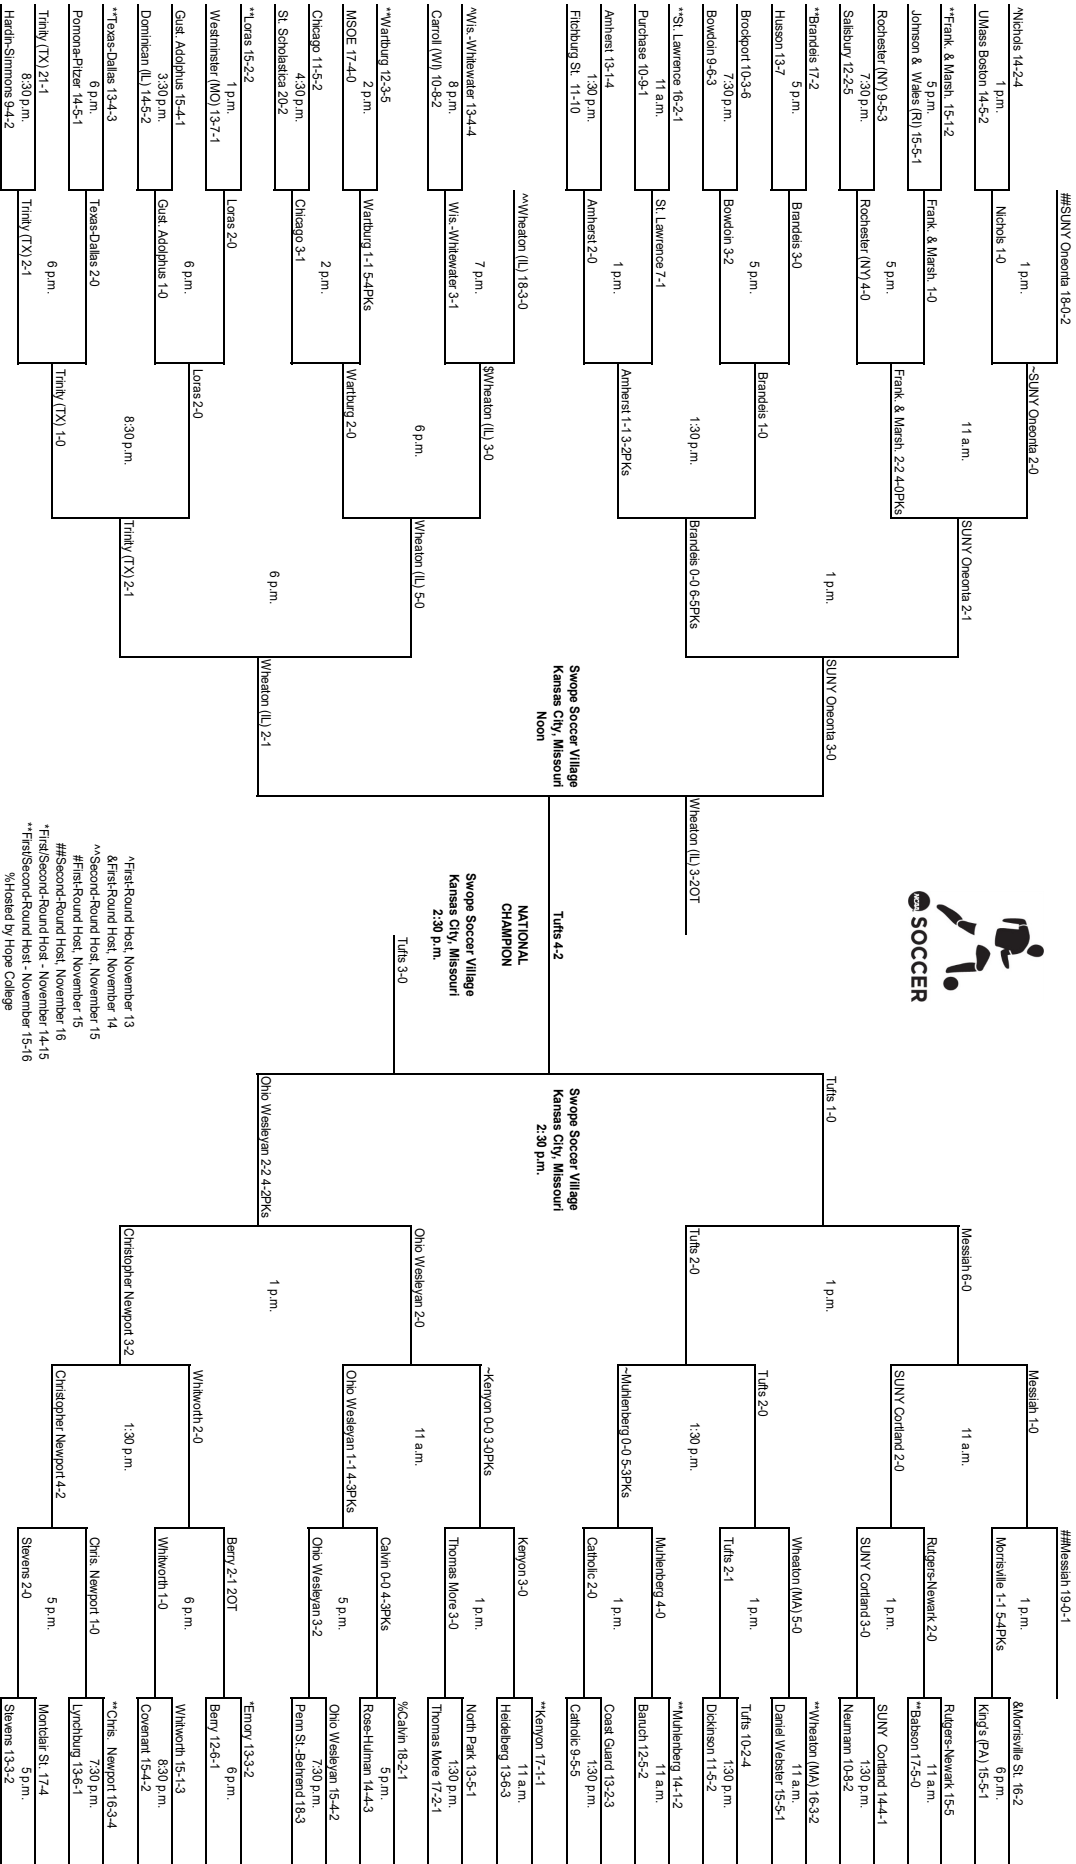 ^Nichols 14-2-4
1 p.m.
UMass Boston 14-5-2
**Frank. & Marsh. 15-1-2
5 p.m.
Johnson & Wales (RI) 15-5-1
Rochester (NY) 9-5-3
7:30 p.m.
Salisbury 12-2-5
**Brandeis 17-2
5 p.m.
Husson 13-7
Brockport 10-3-6
7:30 p.m.
Bowdoin 9-6-3
**St. Lawrence 16-2-1
11 a.m.
Purchase 10-9-1
Amherst 13-1-4
1:30 p.m.
Fitchburg St. 11-10
^Wis.-Whitewater 13-4-4
8 p.m.
Carroll (WI) 10-8-2
**Wartburg 12-3-5
2 p.m.
MSOE 17-4-0
Chicago 11-5-2
4:30 p.m.
St. Scholastica 20-2
**Loras 15-2-2
1 p.m.
Westminster (MO) 13-7-1
Gust. Adolphus 15-4-1
3:30 p.m.
Dominican (IL) 14-5-2
**Texas-Dallas 13-4-3
6 p.m.
Pomona-Pitzer 14-5-1
Trinity (TX) 21-1
8:30 p.m.
Hardin-Simmons 9-4-2
##SUNY Oneonta 18-0-2
1 p.m.
Nichols 1-0
Frank. & Marsh. 1-0
5 p.m.
Rochester (NY) 4-0
Brandeis 3-0
5 p.m.
Bowdoin 3-2
St. Lawrence 7-1
1 p.m.
Amherst 2-0
^^Wheaton (IL) 18-3-0
7 p.m.
Wis.-Whitewater 3-1
Wartburg 1-1 5-4PKs
2 p.m.
Chicago 3-1
Loras 2-0
6 p.m.
Gust. Adolphus 1-0
Texas-Dallas 2-0
6 p.m.
Trinity (TX) 2-1
~SUNY Oneonta 2-0
11 a.m.
Frank. & Marsh. 2-2 4-0PKs
Brandeis 1-0
1:30 p.m.
Amherst 1-1 3-2PKs
$Wheaton (IL) 3-0
6 p.m.
Wartburg 2-0
Loras 2-0
8:30 p.m.
Trinity (TX) 1-0
SUNY Oneonta 2-1
1 p.m.
Brandeis 0-0 6-5PKs
Wheaton (IL) 5-0
6 p.m.
Trinity (TX) 2-1
SUNY Oneonta 3-0
Swope Soccer Village
Kansas City, Missouri
Noon
Wheaton (IL) 2-1
Wheaton (IL) 3-2OT
NCAA
SOCCER
Tufts 4-2
NATIONAL
CHAMPION
Swope Soccer Village
Kansas City, Missouri
2:30 p.m.
Tufts 3-0
^First-Round Host, November 13
&First-Round Host, November 14
^^Second-Round Host, November 15
#First-Round Host, November 15
##Second-Round Host, November 16
*First/Second-Round Host - November 14-15
**First/Second-Round Host - November 15-16
%Hosted by Hope College
Tufts 1-0
Swope Soccer Village
Kansas City, Missouri
2:30 p.m.
Ohio Wesleyan 2-2 4-2PKs
Messiah 6-0
1 p.m.
Tufts 2-0
Ohio Wesleyan 2-0
1 p.m.
Christopher Newport 3-2
Messiah 1-0
11 a.m.
SUNY Cortland 2-0
Tufts 2-0
1:30 p.m.
~Muhlenberg 0-0 5-3PKs
~Kenyon 0-0 3-0PKs
11 a.m.
Ohio Wesleyan 1-1 4-3PKs
Whitworth 2-0
1:30 p.m.
Christopher Newport 4-2
##Messiah 19-0-1
1 p.m.
Morrisville 1-1 5-4PKs
Rutgers-Newark 2-0
1 p.m.
SUNY Cortland 3-0
Wheaton (MA) 5-0
1 p.m.
Tufts 2-1
Muhlenberg 4-0
1 p.m.
Catholic 2-0
Kenyon 3-0
1 p.m.
Thomas More 3-0
Calvin 0-0 4-3PKs
5 p.m.
Ohio Wesleyan 3-2
Berry 2-1 2OT
6 p.m.
Whitworth 1-0
Chris. Newport 1-0
5 p.m.
Stevens 2-0
&Morrisville St. 16-2
6 p.m.
King's (PA) 15-5-1
Rutgers-Newark 15-5
11 a.m.
**Babson 17-5-0
SUNY Cortland 14-4-1
1:30 p.m.
Neumann 10-8-2
**Wheaton (MA) 16-3-2
11 a.m.
Daniel Webster 15-5-1
Tufts 10-2-4
1:30 p.m.
Dickinson 11-5-2
**Muhlenberg 14-1-2
11 a.m.
Baruch 12-5-2
Coast Guard 13-2-3
1:30 p.m.
Catholic 9-5-5
**Kenyon 17-1-1
11 a.m.
Heidelberg 13-6-3
North Park 13-5-1
1:30 p.m.
Thomas More 17-2-1
%Calvin 18-2-1
5 p.m.
Rose-Hulman 14-4-3
Ohio Wesleyan 15-4-2
7:30 p.m.
Penn St.-Behrend 18-3
*Emory 13-3-2
6 p.m.
Berry 12-6-1
Whitworth 15-1-3
8:30 p.m.
Covenant 15-4-2
**Chris. Newport 16-3-4
7:30 p.m.
Lynchburg 13-6-1
Montclair St. 17-4
5 p.m.
Stevens 13-3-2